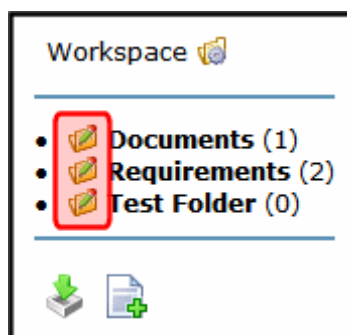 Workspace
Documents (1)
Requirements (2)
Test Folder (0)